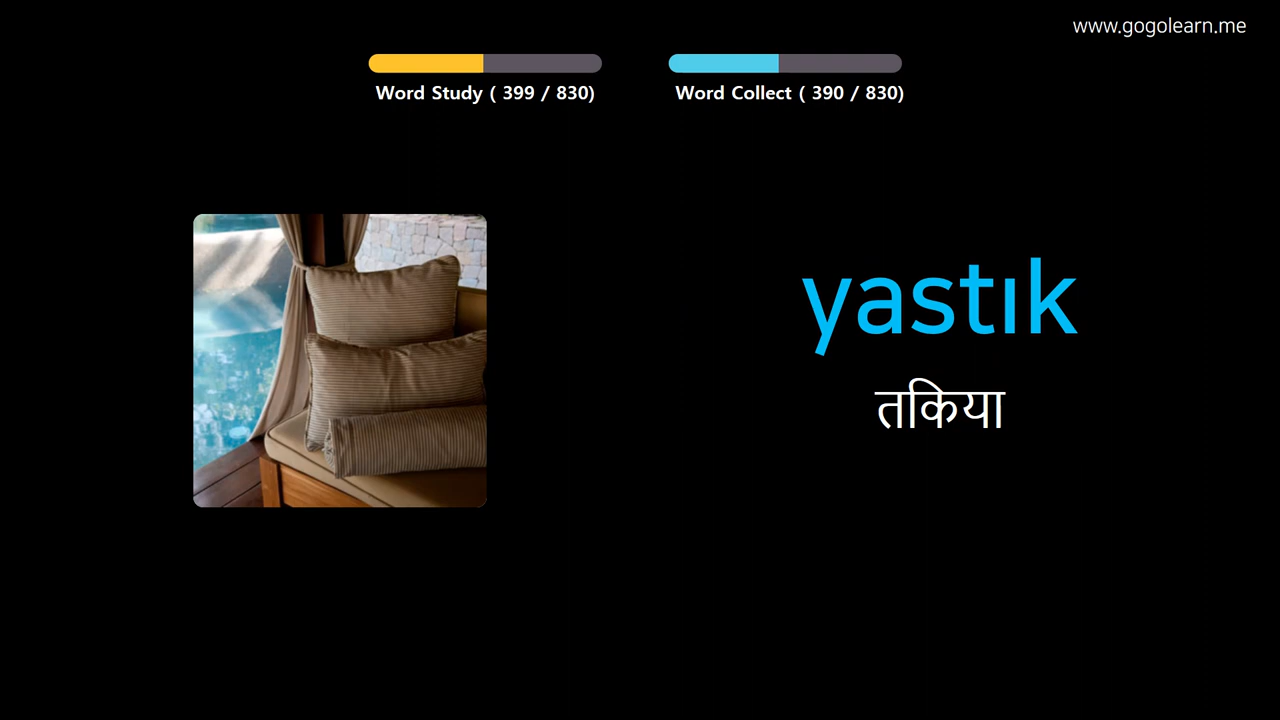 www.gogolearn.me
Word Study ( 399 / 830)
Word Collect ( 390 / 830)
yastık
तकिया